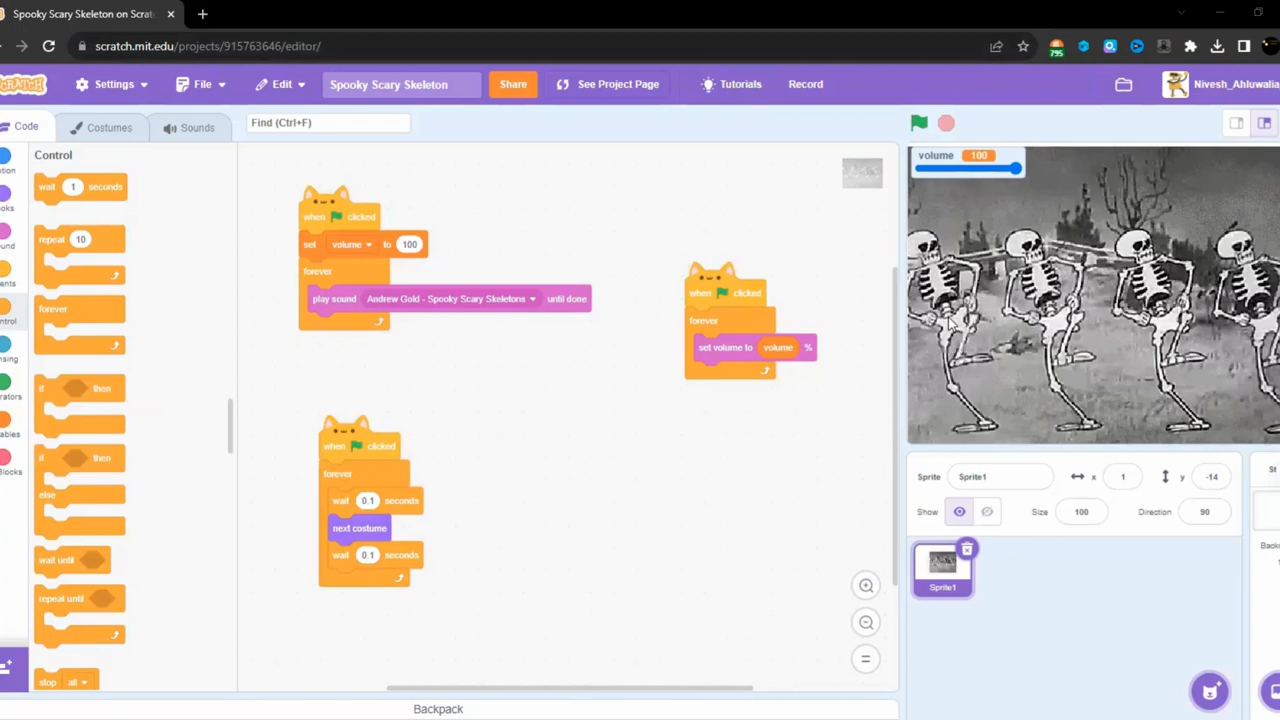 Spooky Scary Skeleton on Scrat
scratch.mit.edu/projects/915763646/editor/
795
SCRATCH Settings File Edit Spooky Scary Skeleton Share See Project Page Tutorials Record Nivesh_Ahluwalia
Code Costumes Sounds Find (Ctrl+F)
Control
wait 1 seconds
repeat 10
forever
if then
if then
else
wait until
repeat until
stop all
when clicked
set volume to 100
forever
play sound Andrew Gold - Spooky Scary Skeletons until done
when clicked
forever
set volume to volume %
when clicked
forever
wait 0.1 seconds
next costume
wait 0.1 seconds
volume 100
Sprite Sprite1 x 1 y -14
Show Size 100 Direction 90
Sprite1
Backpack